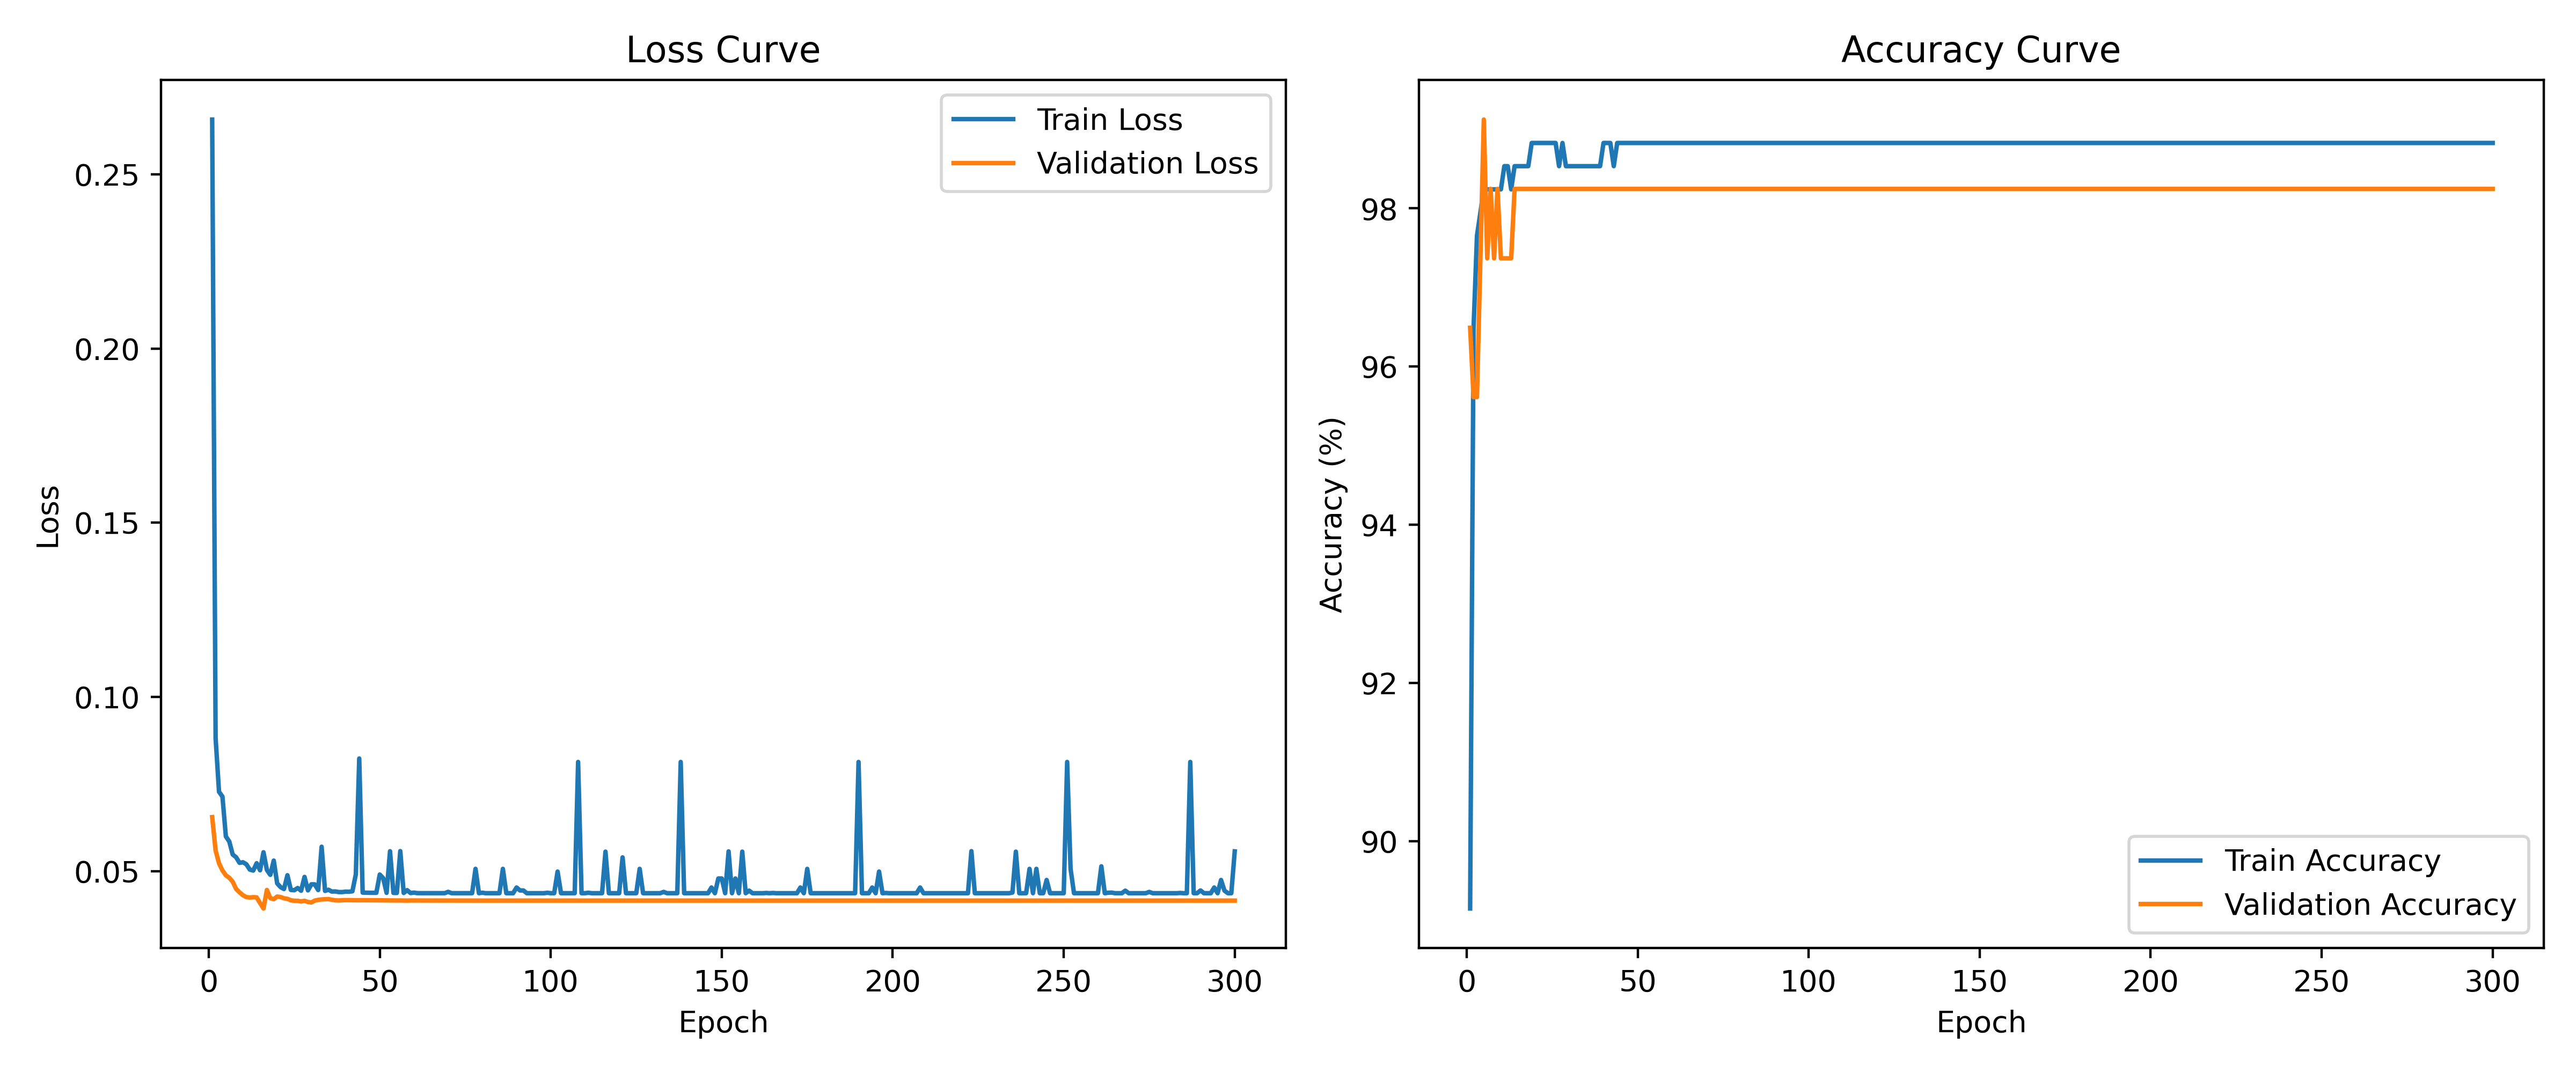 Loss Curve
Train Loss
Validation Loss
0.25
0.20
0.15
0.10
0.05
Loss
0 50 100 150 200 250 300
Epoch
Accuracy Curve
98
96
94
92
90
Accuracy (%)
Train Accuracy
Validation Accuracy
0 50 100 150 200 250 300
Epoch